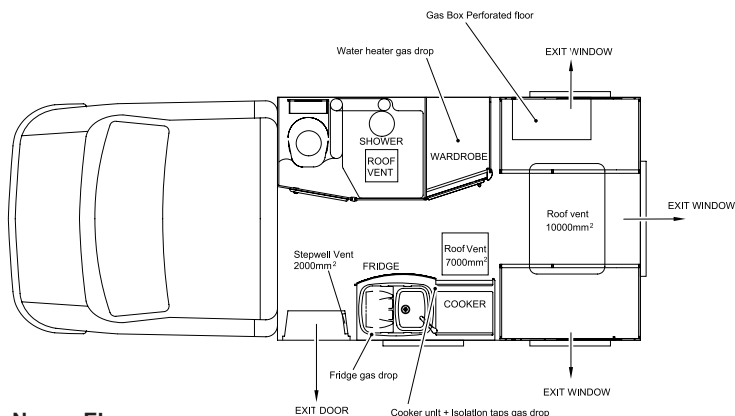 Gas Box Perforated floor
Water heater gas drop
EXIT WINDOW
SHOWER
ROOF
VENT
WARDROBE
EXIT WINDOW
Roof vent
10000mm²
Stepwell Vent
2000mm²
Roof Vent
7000mm²
FRIDGE
COOKER
Fridge gas drop
EXIT WINDOW
EXIT DOOR
Cooker unit + Isolation taps gas drop